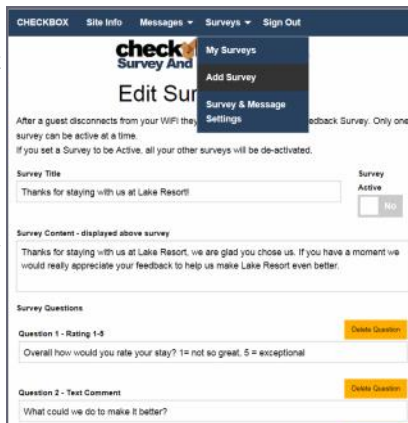 CHECKBOX Site Info Messages Surveys Sign Out
My Surveys
check
Survey And
Add Survey
Edit Sur
Survey & Message
Settings
After a guest disconnects from your WiFi they edback Survey. Only one
survey can be active at a time.
If you set a Survey to be Active, all your other surveys will be de-activated.
Survey Title
Survey
Active
Thanks for staying with us at Lake Resort!
No
Survey Content - displayed above survey
Thanks for staying with us at Lake Resort, we are glad you chose us. If you have a moment we
would really appreciate your feedback to help us make Lake Resort even better.
Survey Questions
Question 1 - Rating 1-5
Delete Question
Overall how would you rate your stay? 1= not so great, 5 = exceptional
Question 2 - Text Comment
Delete Question
What could we do to make it better?